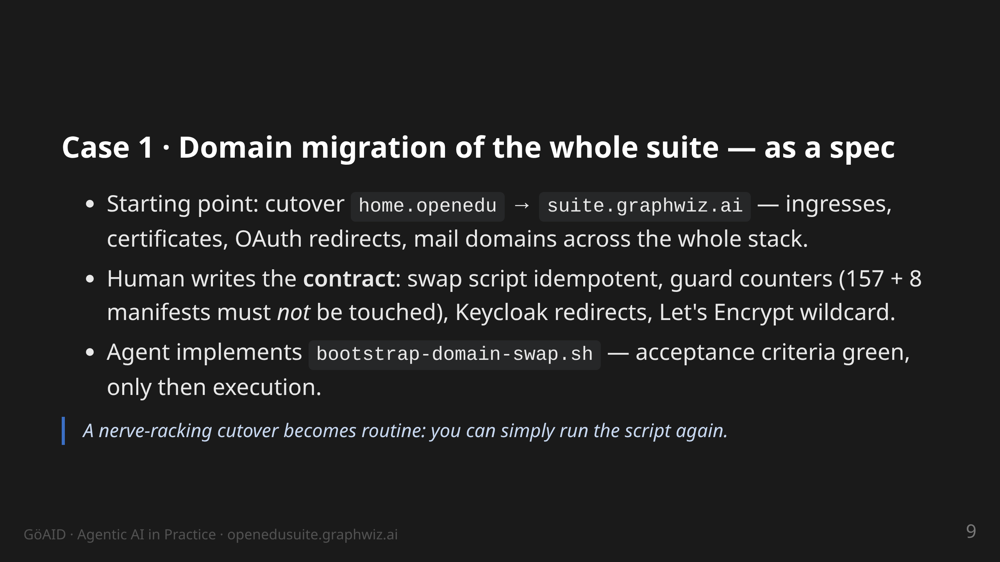 Case 1 · Domain migration of the whole suite — as a spec
• Starting point: cutover home.openedu → suite.graphwiz.ai — ingresses,
certificates, OAuth redirects, mail domains across the whole stack.
• Human writes the contract: swap script idempotent, guard counters (157 + 8
manifests must not be touched), Keycloak redirects, Let's Encrypt wildcard.
• Agent implements bootstrap-domain-swap.sh — acceptance criteria green,
only then execution.
A nerve-racking cutover becomes routine: you can simply run the script again.
GöAID · Agentic AI in Practice · openedusuite.graphwiz.ai
9